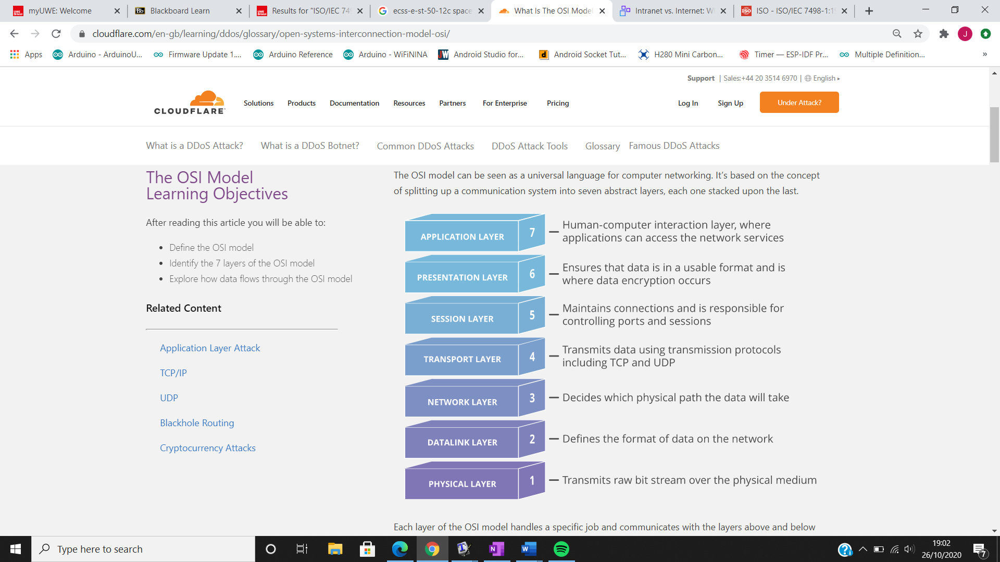 myUWE: Welcome
Blackboard Learn
Results for "ISO/IEC 749
ecss-e-st-50-12c space
What Is The OSI Model
Intranet vs. Internet: W
ISO - ISO/IEC 7498-1:1
cloudflare.com/en-gb/learning/ddos/glossary/open-systems-interconnection-model-osi/
J
Apps
Arduino - ArduinoU...
Firmware Update 1....
Arduino Reference
Arduino - WiFiNINA
Android Studio for...
Android Socket Tut...
H280 Mini Carbon...
Timer — ESP-IDF Pr...
Multiple Definition...
»
Support | Sales:+44 20 3514 6970 | English
CLOUDFLARE
Solutions
Products
Documentation
Resources
Partners
For Enterprise
Pricing
Log In
Sign Up
Under Attack?
What is a DDoS Attack?
What is a DDoS Botnet?
Common DDoS Attacks
DDoS Attack Tools
Glossary
Famous DDoS Attacks
The OSI Model
Learning Objectives
After reading this article you will be able to:
Define the OSI model
Identify the 7 layers of the OSI model
Explore how data flows through the OSI model
Related Content
Application Layer Attack
TCP/IP
UDP
Blackhole Routing
Cryptocurrency Attacks
The OSI model can be seen as a universal language for computer networking. It’s based on the concept
of splitting up a communication system into seven abstract layers, each one stacked upon the last.
APPLICATION LAYER 7
Human-computer interaction layer, where
applications can access the network services
PRESENTATION LAYER 6
Ensures that data is in a usable format and is
where data encryption occurs
SESSION LAYER 5
Maintains connections and is responsible for
controlling ports and sessions
TRANSPORT LAYER 4
Transmits data using transmission protocols
including TCP and UDP
NETWORK LAYER 3
Decides which physical path the data will take
DATALINK LAYER 2
Defines the format of data on the network
PHYSICAL LAYER 1
Transmits raw bit stream over the physical medium
Each layer of the OSI model handles a specific job and communicates with the layers above and below
Type here to search
19:02
26/10/2020
7